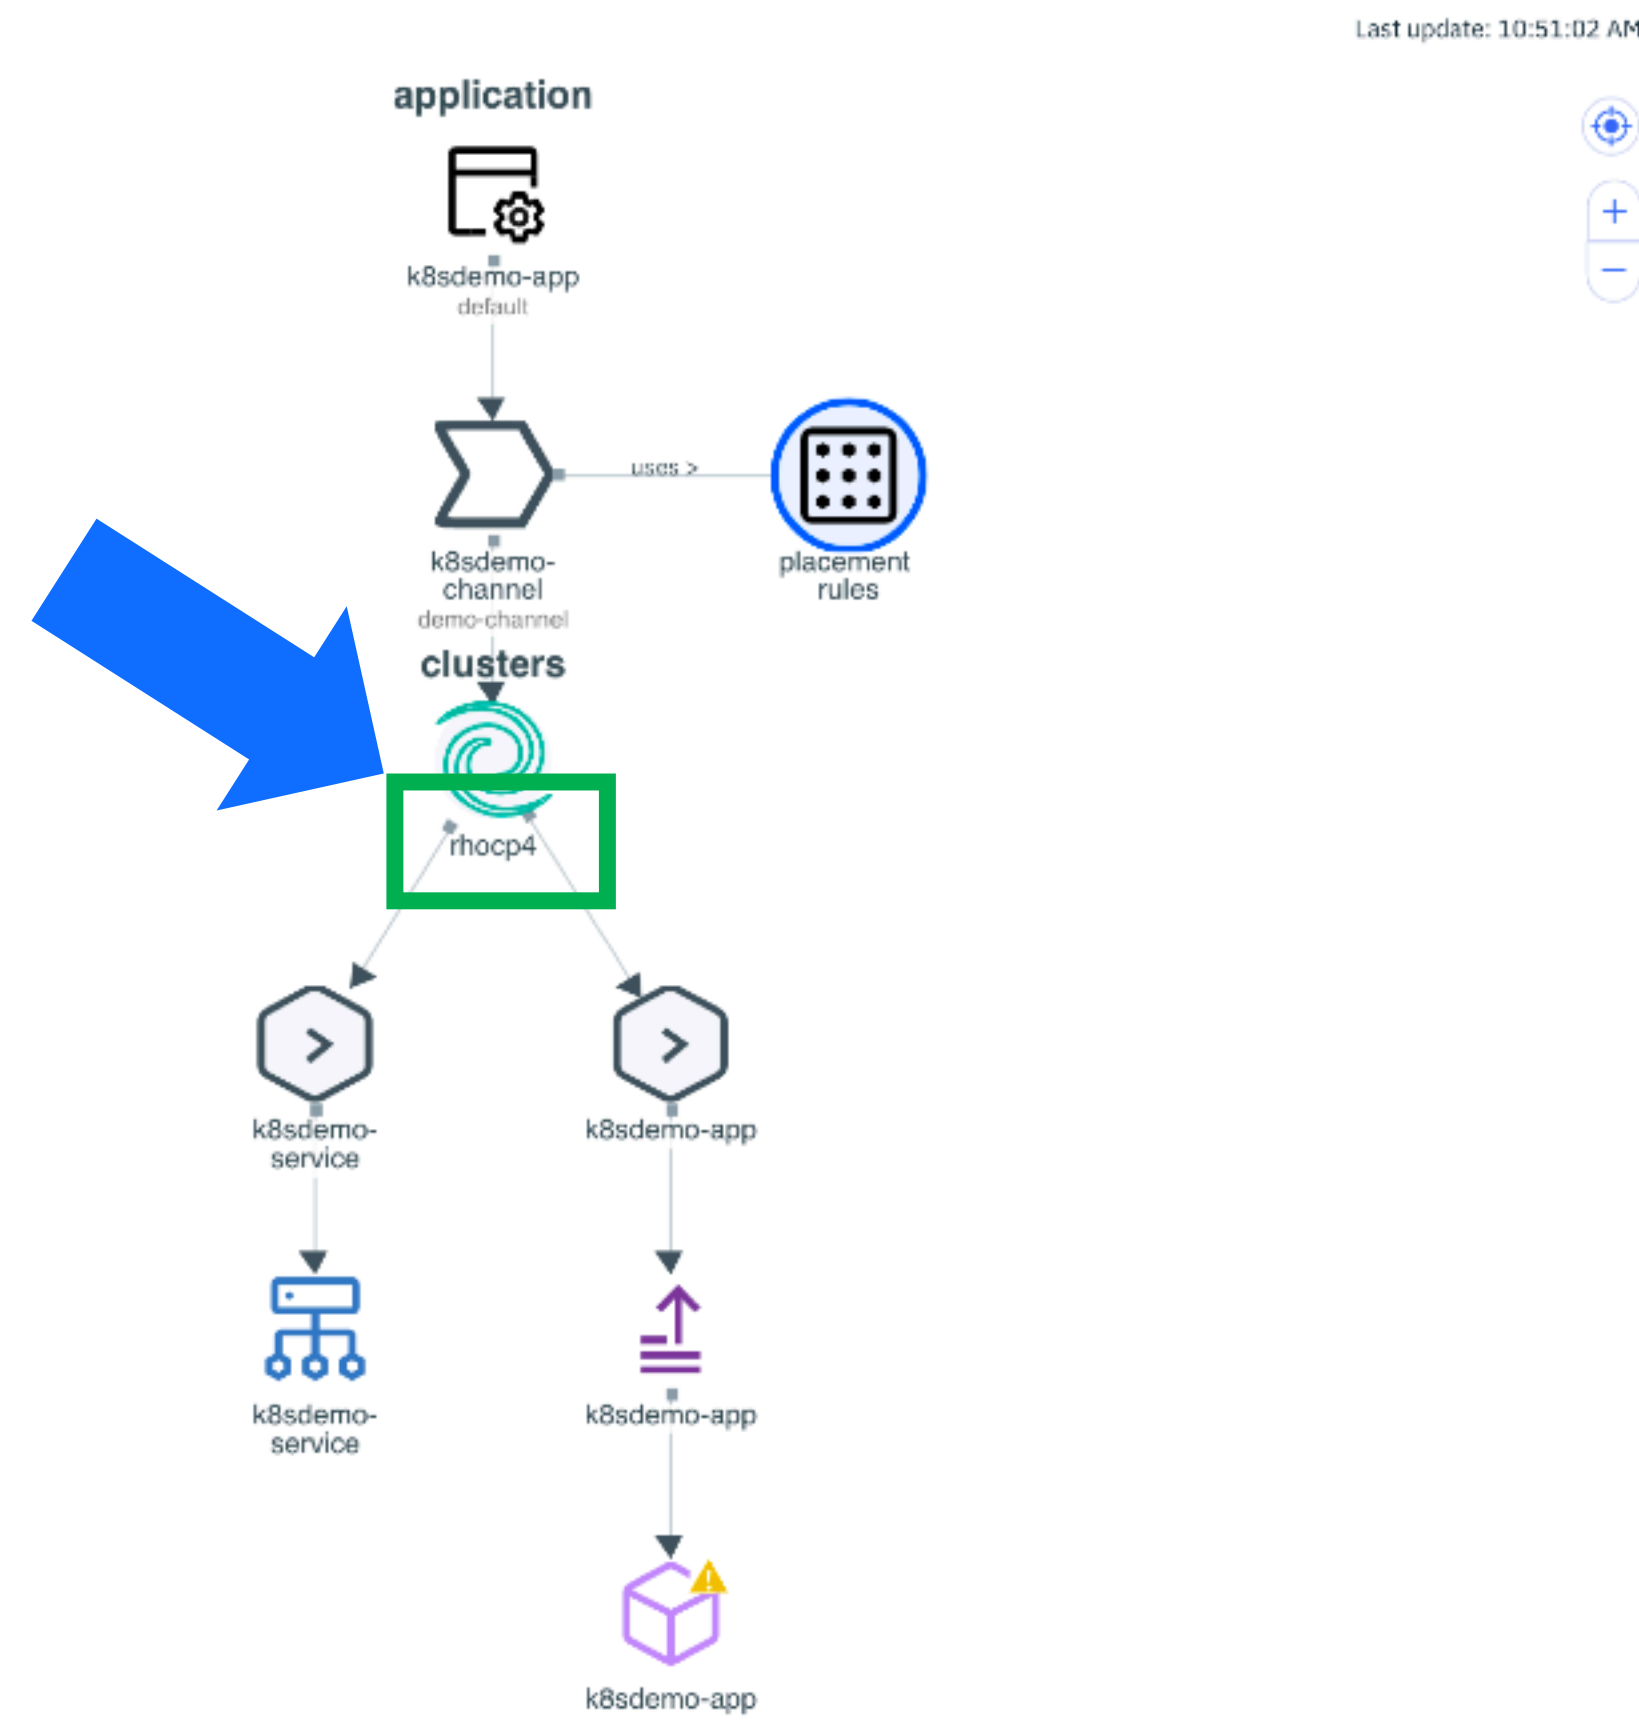 Last update: 10:51:02 AM
application
k8sdemo-app
default
uses >
k8sdemo-
channel
demo-channel
placement
rules
clusters
rhocp4
k8sdemo-
service
k8sdemo-app
k8sdemo-
service
k8sdemo-app
k8sdemo-app